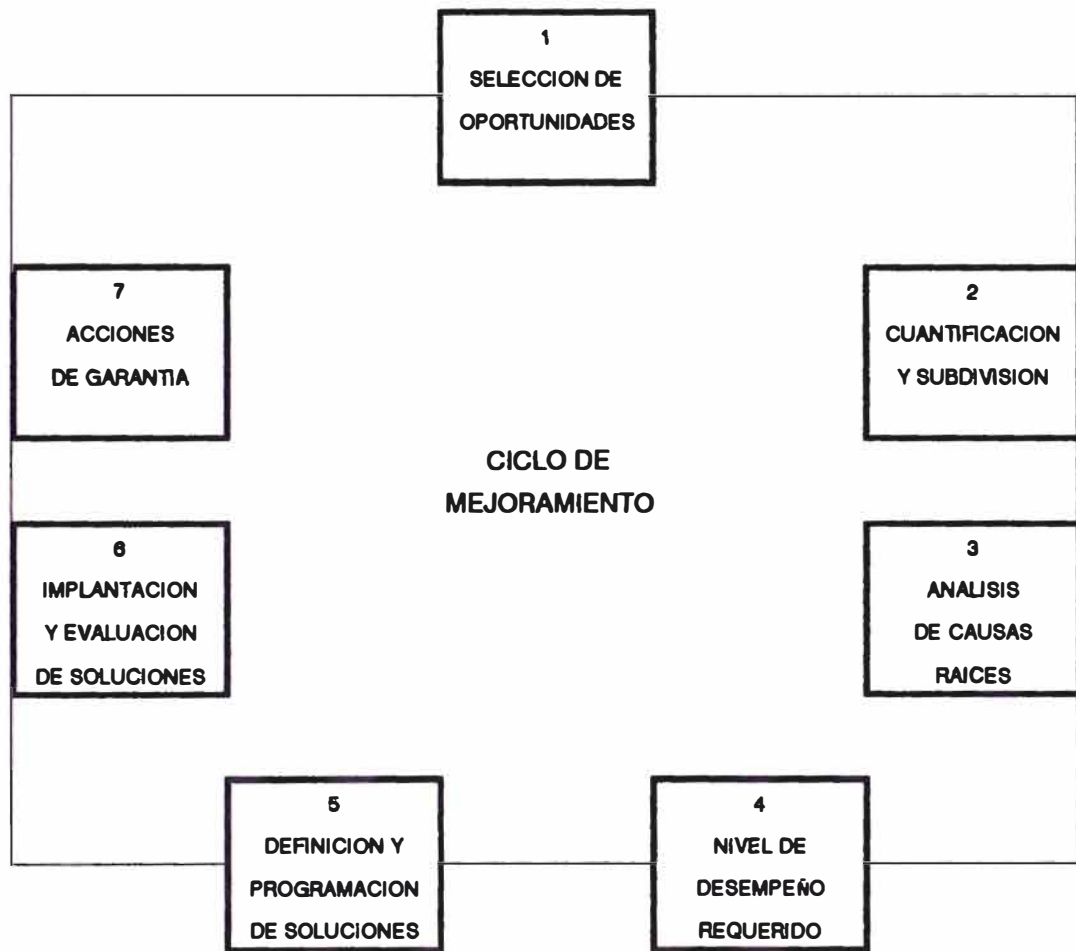 1
SELECCION DE
OPORTUNIDADES
7
ACCIONES
DE GARANTIA
2
CUANTIFICACION
Y SUBDIVISION
CICLO DE
MEJORAMIENTO
6
IMPLANTACION
Y EVALUACION
DE SOLUCIONES
3
ANALISIS
DE CAUSAS
RAICES
5
DEFINICION Y
PROGRAMACION
DE SOLUCIONES
4
NIVEL DE
DESEMPEÑO
REQUERIDO